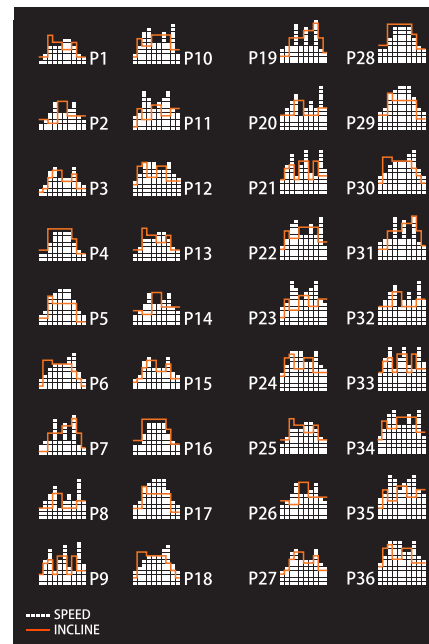 P1 P10 P19 P28
P2 P11 P20 P29
P3 P12 P21 P30
P4 P13 P22 P31
P5 P14 P23 P32
P6 P15 P24 P33
P7 P16 P25 P34
P8 P17 P26 P35
P9 P18 P27 P36
SPEED
INCLINE